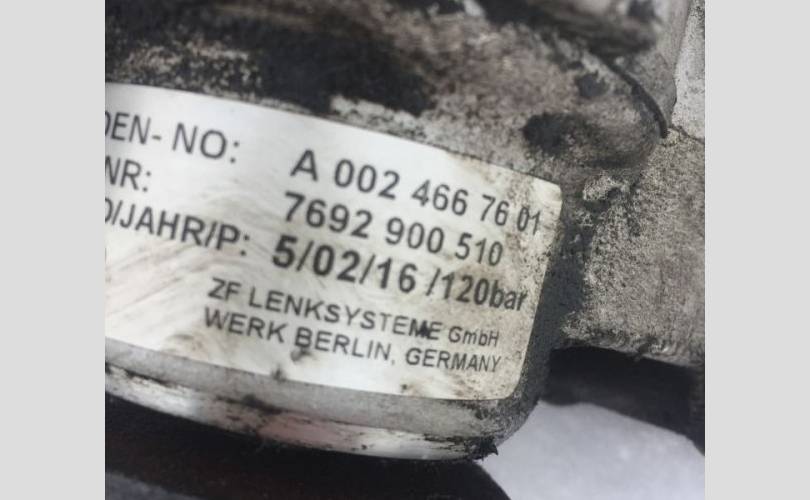 DEN- NO: A 002 466 76 01
NR: 7692 900 510
D/JAHR/P: 5/02/16 /120bar
ZF LENKSYSTEME GmbH
WERK BERLIN, GERMANY